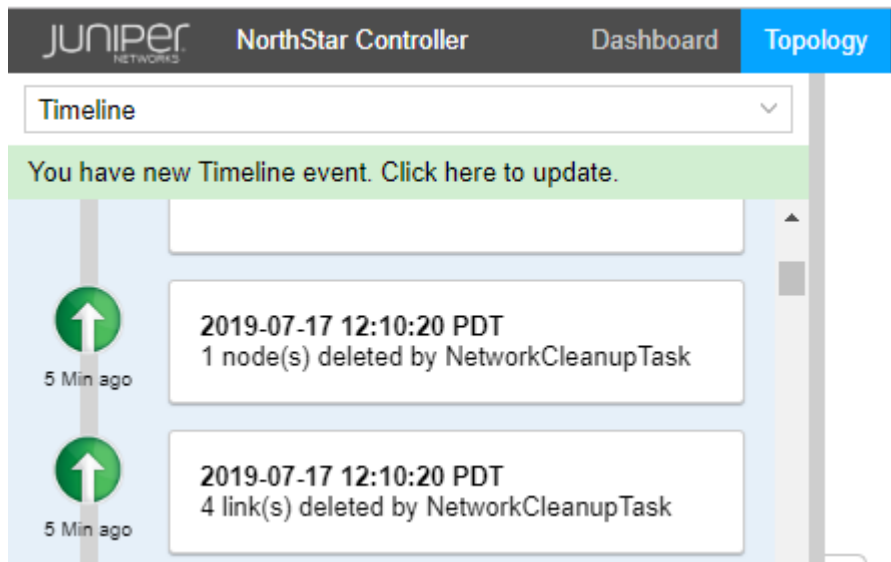 JUNIPER NETWORKS NorthStar Controller Dashboard Topology
Timeline
You have new Timeline event. Click here to update.
2019-07-17 12:10:20 PDT
1 node(s) deleted by NetworkCleanupTask
5 Min ago
2019-07-17 12:10:20 PDT
4 link(s) deleted by NetworkCleanupTask
5 Min ago